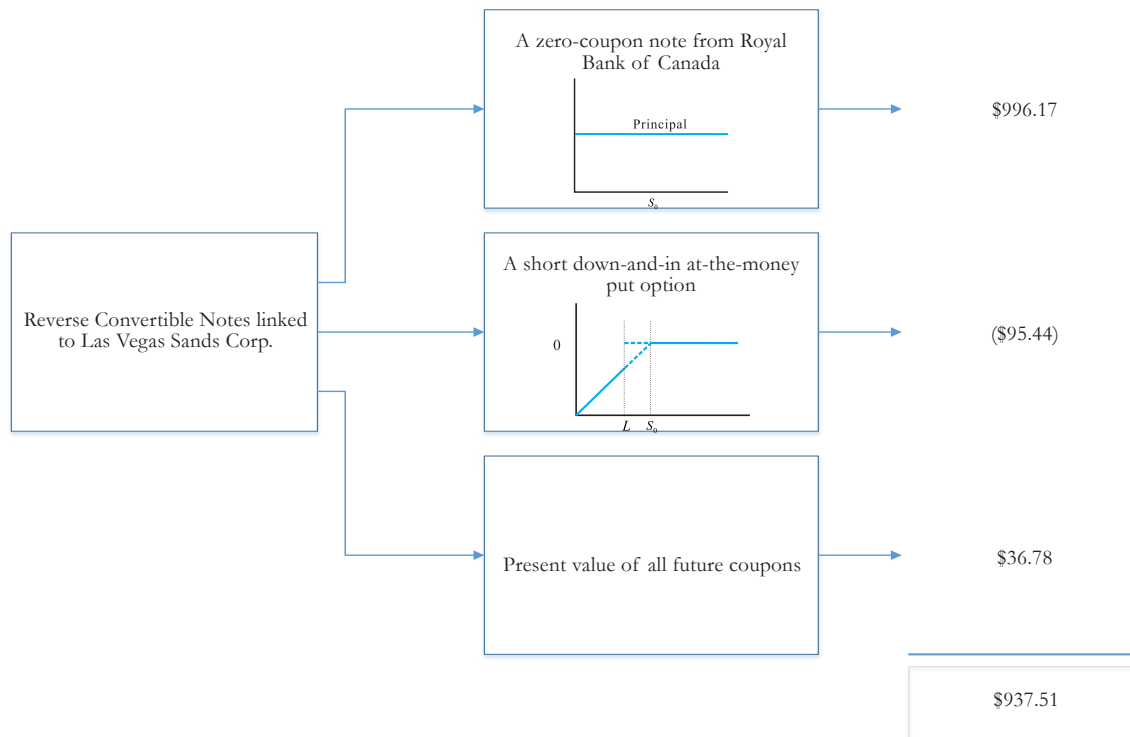 A zero-coupon note from Royal
Bank of Canada
Principal
S₀
$996.17
Reverse Convertible Notes linked
to Las Vegas Sands Corp.
A short down-and-in at-the-money
put option
0
L S₀
($95.44)
Present value of all future coupons
$36.78
$937.51